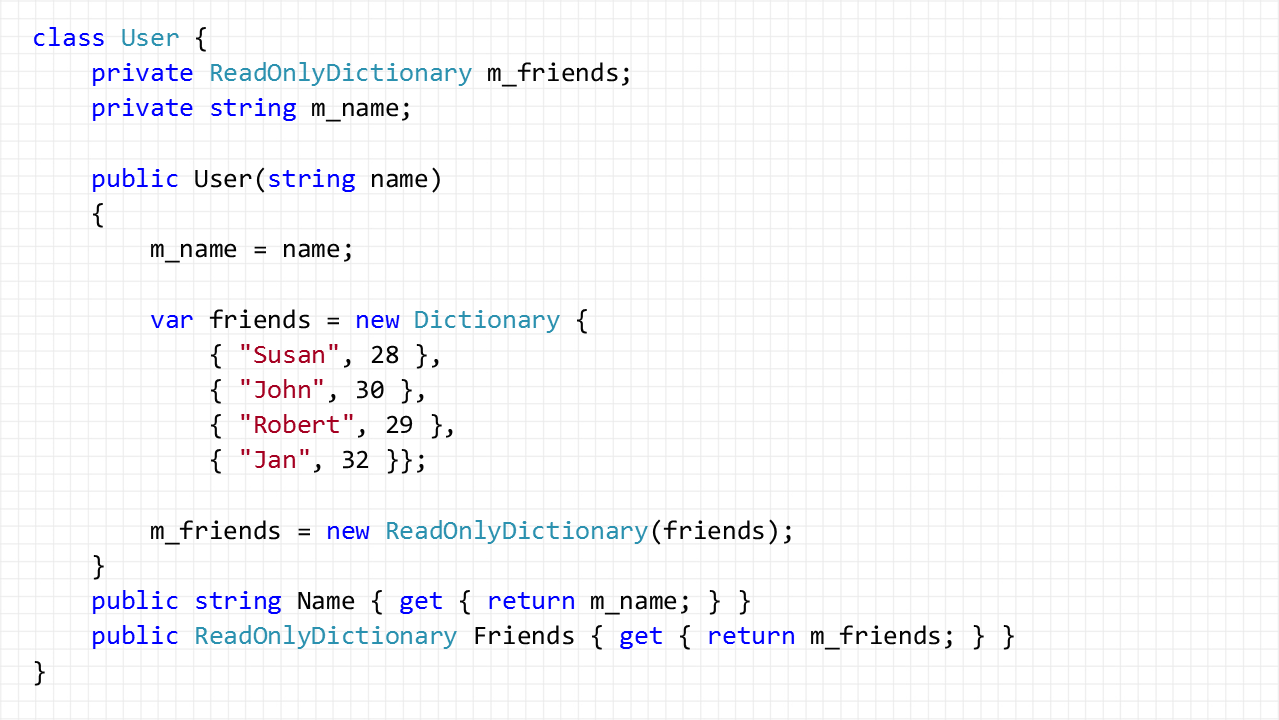 class User {
    private ReadOnlyDictionary m_friends;
    private string m_name;

    public User(string name)
    {
        m_name = name;

        var friends = new Dictionary {
            { "Susan", 28 },
            { "John", 30 },
            { "Robert", 29 },
            { "Jan", 32 }};

        m_friends = new ReadOnlyDictionary(friends);
    }
    public string Name { get { return m_name; } }
    public ReadOnlyDictionary Friends { get { return m_friends; } }
}